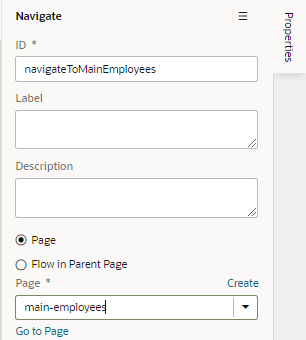 Navigate
Properties
ID *
navigateToMainEmployees
Label
Description
Page
Flow in Parent Page
Page * Create
main-employees
Go to Page